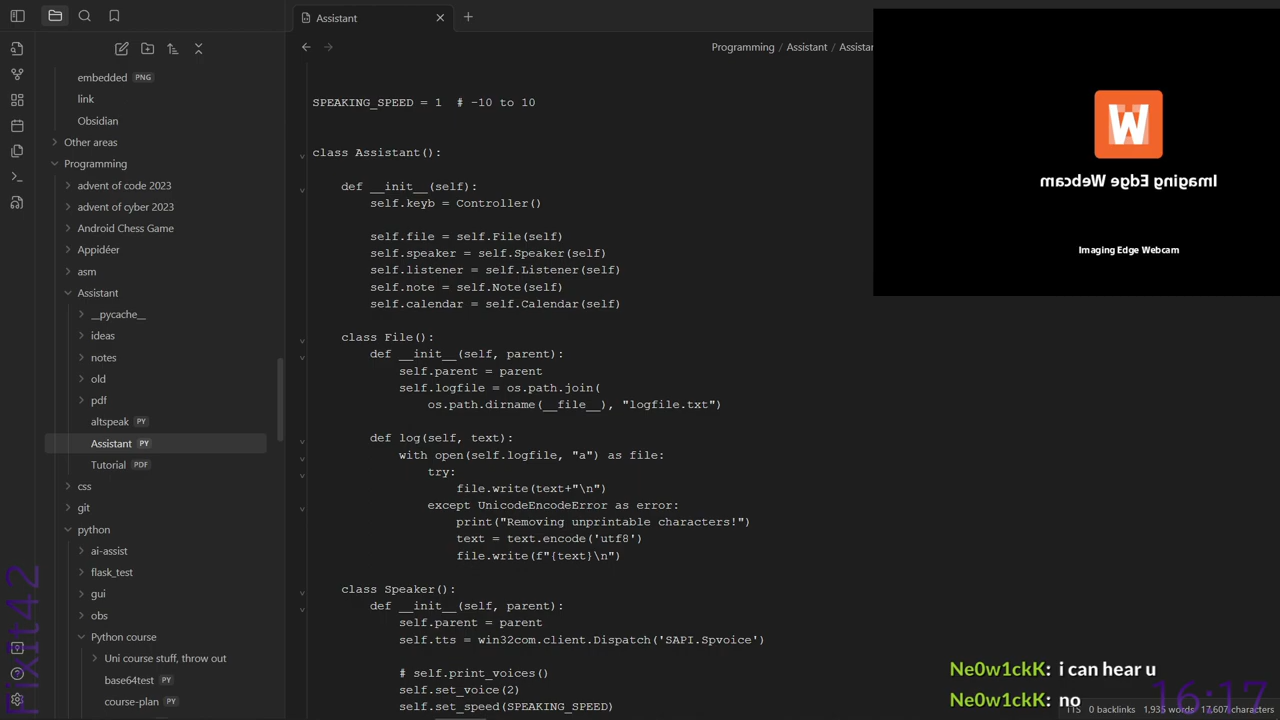 Assistant
Programming / Assistant / Assistan
embedded PNG
link
Obsidian
Other areas
Programming
advent of code 2023
advent of cyber 2023
Android Chess Game
Appidéer
asm
Assistant
__pycache__
ideas
notes
old
pdf
altspeak PY
Assistant PY
Tutorial PDF
css
git
python
ai-assist
flask_test
gui
obs
Python course
Uni course stuff, throw out
base64test PY
course-plan PY
SPEAKING_SPEED = 1  # -10 to 10
class Assistant():
def __init__(self):
self.keyb = Controller()
self.file = self.File(self)
self.speaker = self.Speaker(self)
self.listener = self.Listener(self)
self.note = self.Note(self)
self.calendar = self.Calendar(self)
class File():
def __init__(self, parent):
self.parent = parent
self.logfile = os.path.join(
os.path.dirname(__file__), "logfile.txt")
def log(self, text):
with open(self.logfile, "a") as file:
try:
file.write(text+"\n")
except UnicodeEncodeError as error:
print("Removing unprintable characters!")
text = text.encode('utf8')
file.write(f"{text}\n")
class Speaker():
def __init__(self, parent):
self.parent = parent
self.tts = win32com.client.Dispatch('SAPI.Spvoice')
# self.print_voices()
self.set_voice(2)
self.set_speed(SPEAKING_SPEED)
W
Imaging Edge Webcam
Imaging Edge Webcam
Ne0w1ckK: i can hear u
Ne0w1ckK: no
TTS 0 backlinks 1,935 words 17,607 characters
16:17
Fixit42